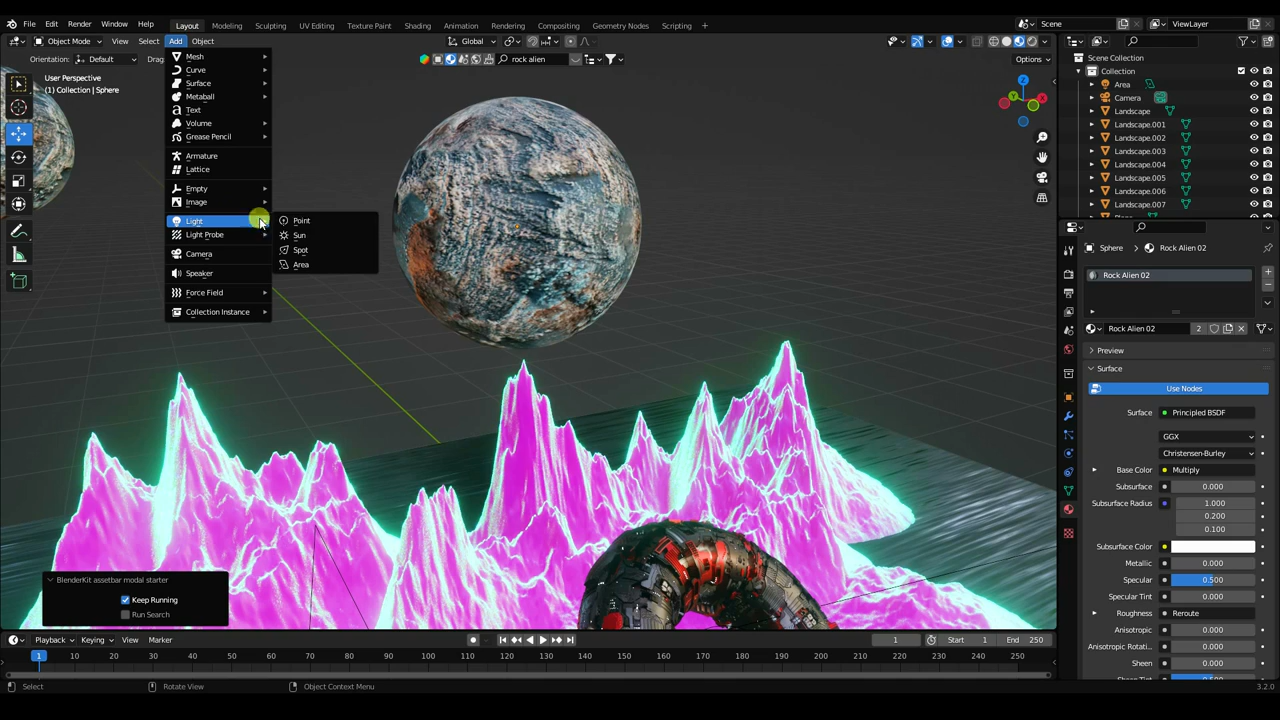 File Edit Render Window Help Layout Modeling Sculpting UV Editing Texture Paint Shading Animation Rendering Compositing Geometry Nodes Scripting + Scene ViewLayer
Object Mode View Select Add Object Global
Orientation: Default Drag rock alien Options
User Perspective
(1) Collection | Sphere
Mesh
Curve
Surface
Metaball
Text
Volume
Grease Pencil
Armature
Lattice
Empty
Image
Light
Light Probe
Camera
Speaker
Force Field
Collection Instance
Point
Sun
Spot
Area
Z
Y
X
Scene Collection
Collection
Area
Camera
Landscape
Landscape.001
Landscape.002
Landscape.003
Landscape.004
Landscape.005
Landscape.006
Landscape.007
Sphere Rock Alien 02
Rock Alien 02
Rock Alien 02 2
Preview
Surface
Use Nodes
Surface Principled BSDF
GGX
Christensen-Burley
Base Color Multiply
Subsurface 0.000
Subsurface Radius 1.000
0.200
0.100
Subsurface Color
Metallic 0.000
Specular 0.500
Specular Tint 0.000
Roughness Reroute
Anisotropic 0.000
Anisotropic Rotati... 0.000
Sheen 0.000
Sheen Tint 0.500
BlenderKit assetbar modal starter
Keep Running
Run Search
Playback Keying View Marker 1 Start 1 End 250
1 10 20 30 40 50 60 70 80 90 100 110 120 130 140 150 160 170 180 190 200 210 220 230 240 250
Select Rotate View Object Context Menu 3.2.0